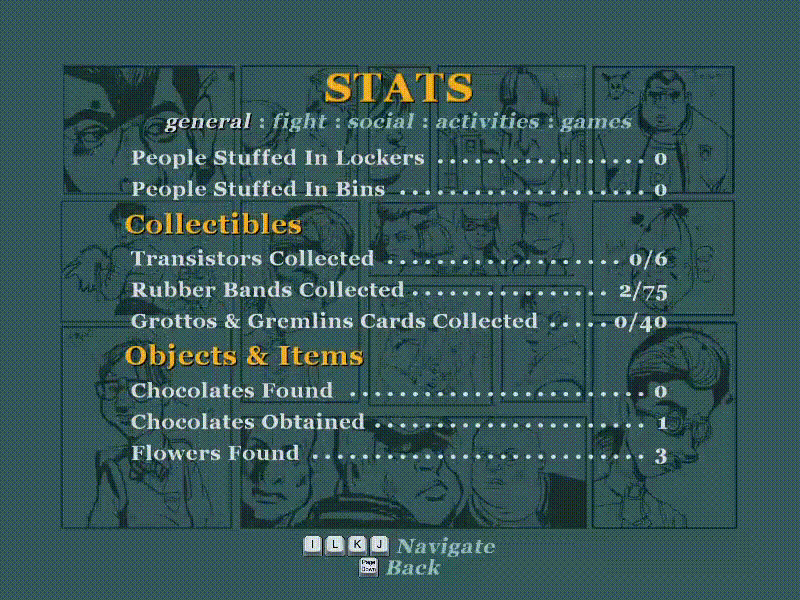 STATS
general : fight : social : activities : games
People Stuffed In Lockers . . . . . . . . . . . . . . . . . . 0
People Stuffed In Bins . . . . . . . . . . . . . . . . . . . . . 0
Collectibles
Transistors Collected . . . . . . . . . . . . . . . . . . . . 0/6
Rubber Bands Collected . . . . . . . . . . . . . . . . . 2/75
Grottos & Gremlins Cards Collected . . . . . 0/40
Objects & Items
Chocolates Found . . . . . . . . . . . . . . . . . . . . . . . . . 0
Chocolates Obtained . . . . . . . . . . . . . . . . . . . . . . . 1
Flowers Found . . . . . . . . . . . . . . . . . . . . . . . . . . . . 3
I L K J Navigate
Page Down Back